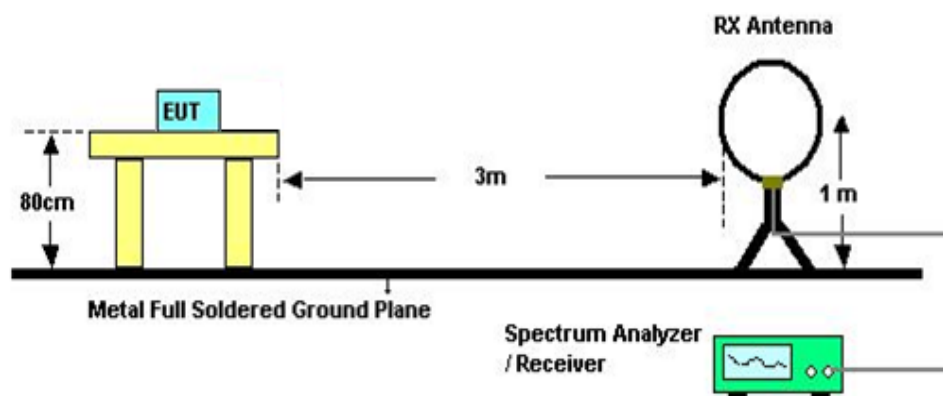 RX Antenna
EUT
3m
80cm
1 m
Metal Full Soldered Ground Plane
Spectrum Analyzer
/ Receiver